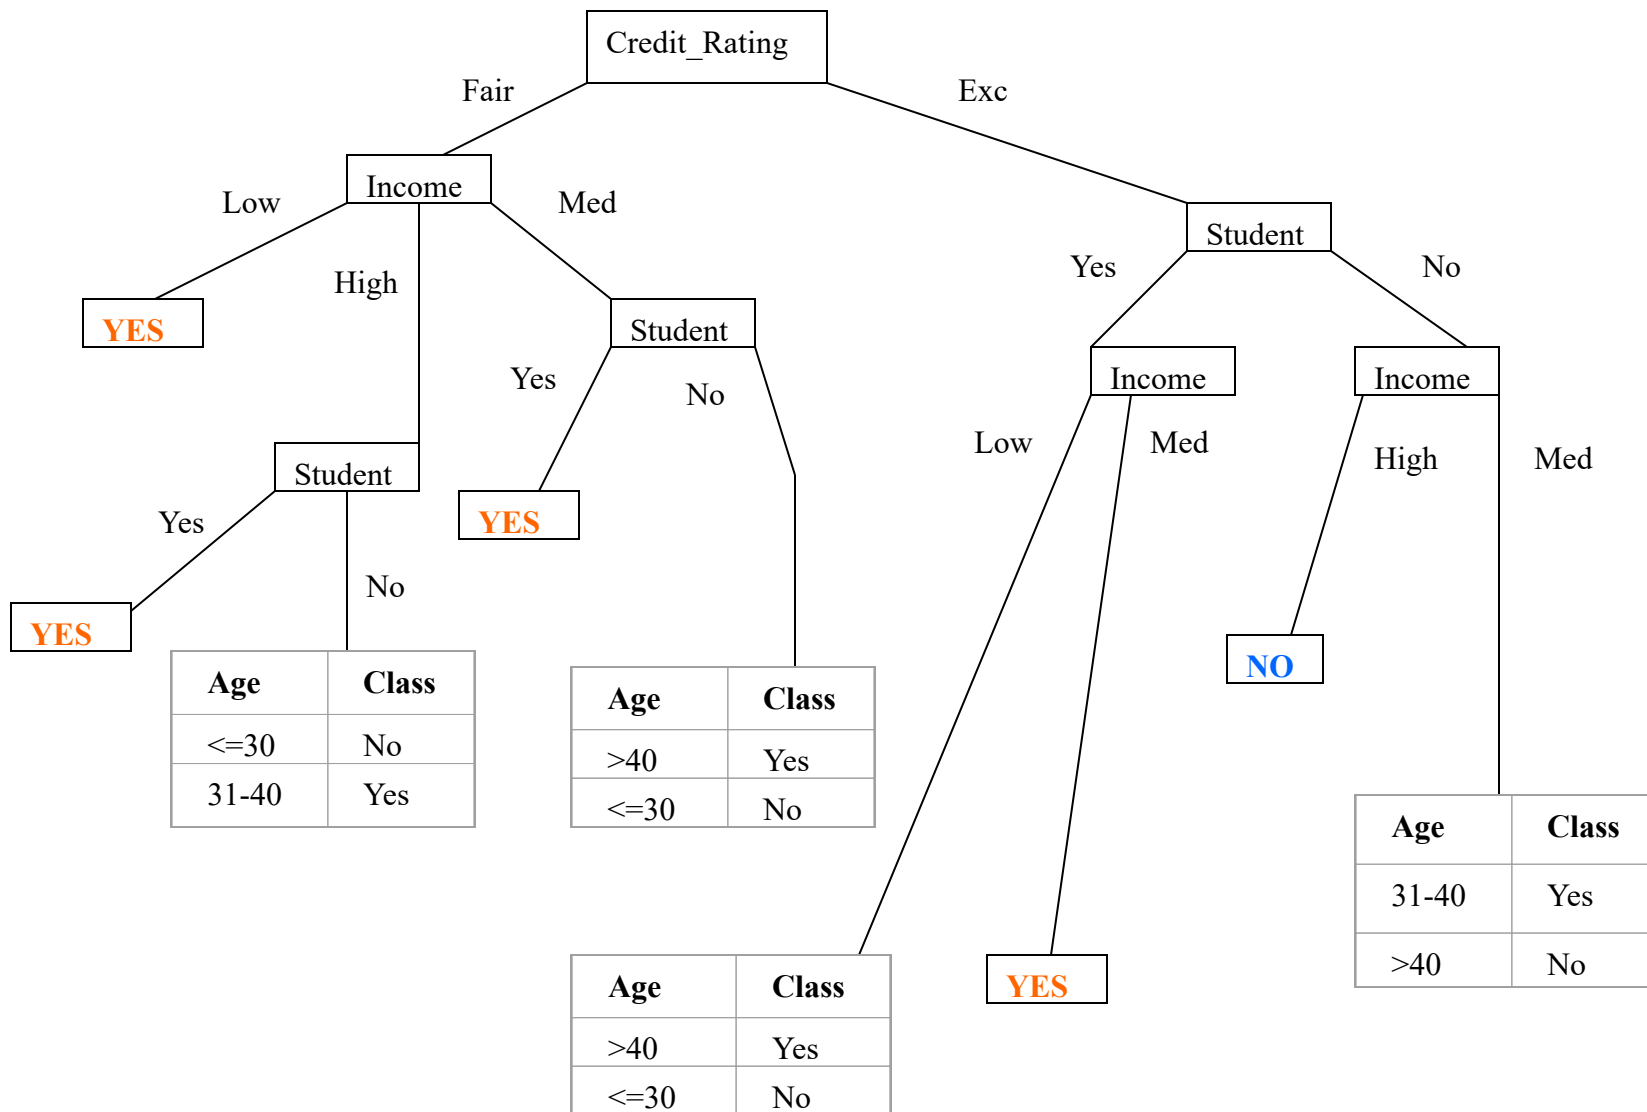 Credit_Rating
Fair
Exc
Income
Low
Med
Student
Yes
No
High
YES
Student
Yes
No
Income
Income
Low
Med
High
Med
Student
YES
Yes
No
YES
NO
Age Class
<=30 No
31-40 Yes
Age Class
>40 Yes
<=30 No
Age Class
31-40 Yes
>40 No
Age Class
>40 Yes
<=30 No
YES